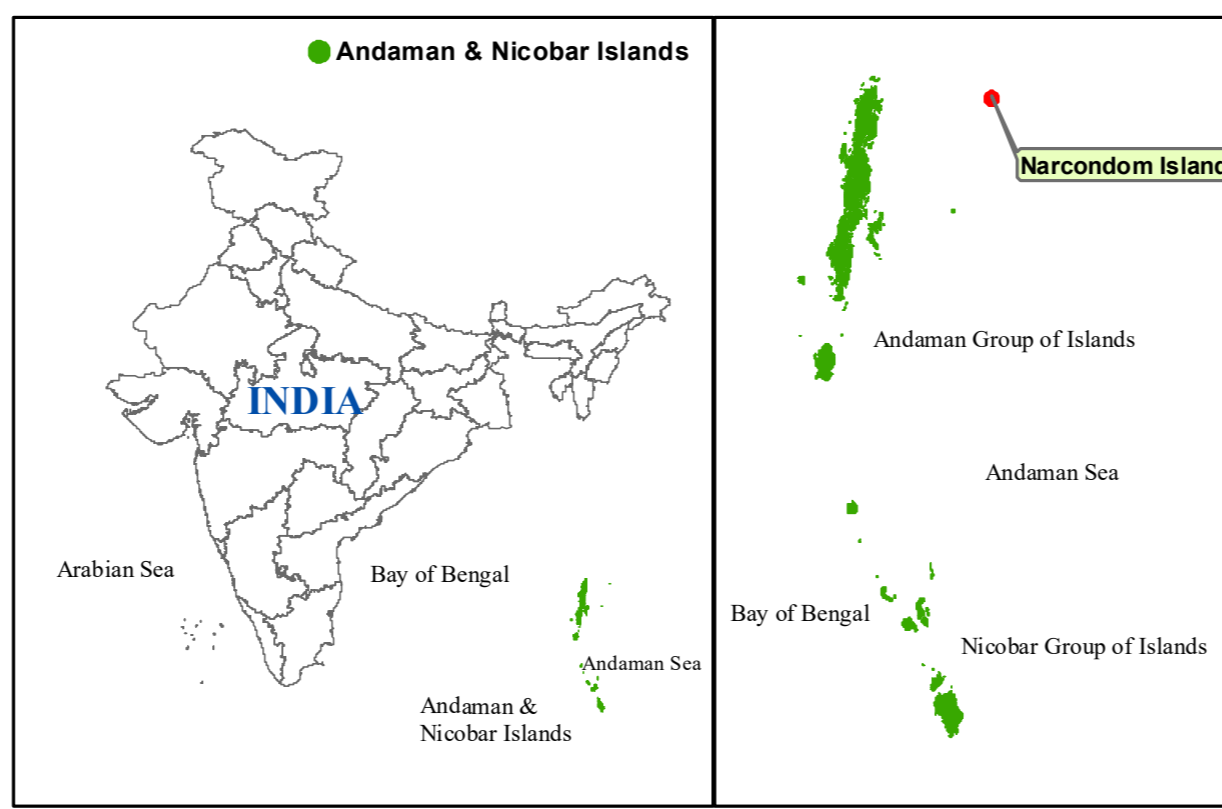 Andaman & Nicobar Islands
INDIA
Arabian Sea
Bay of Bengal
Andaman Sea
Andaman &
Nicobar Islands
Narcondom Island
Andaman Group of Islands
Andaman Sea
Bay of Bengal
Nicobar Group of Islands